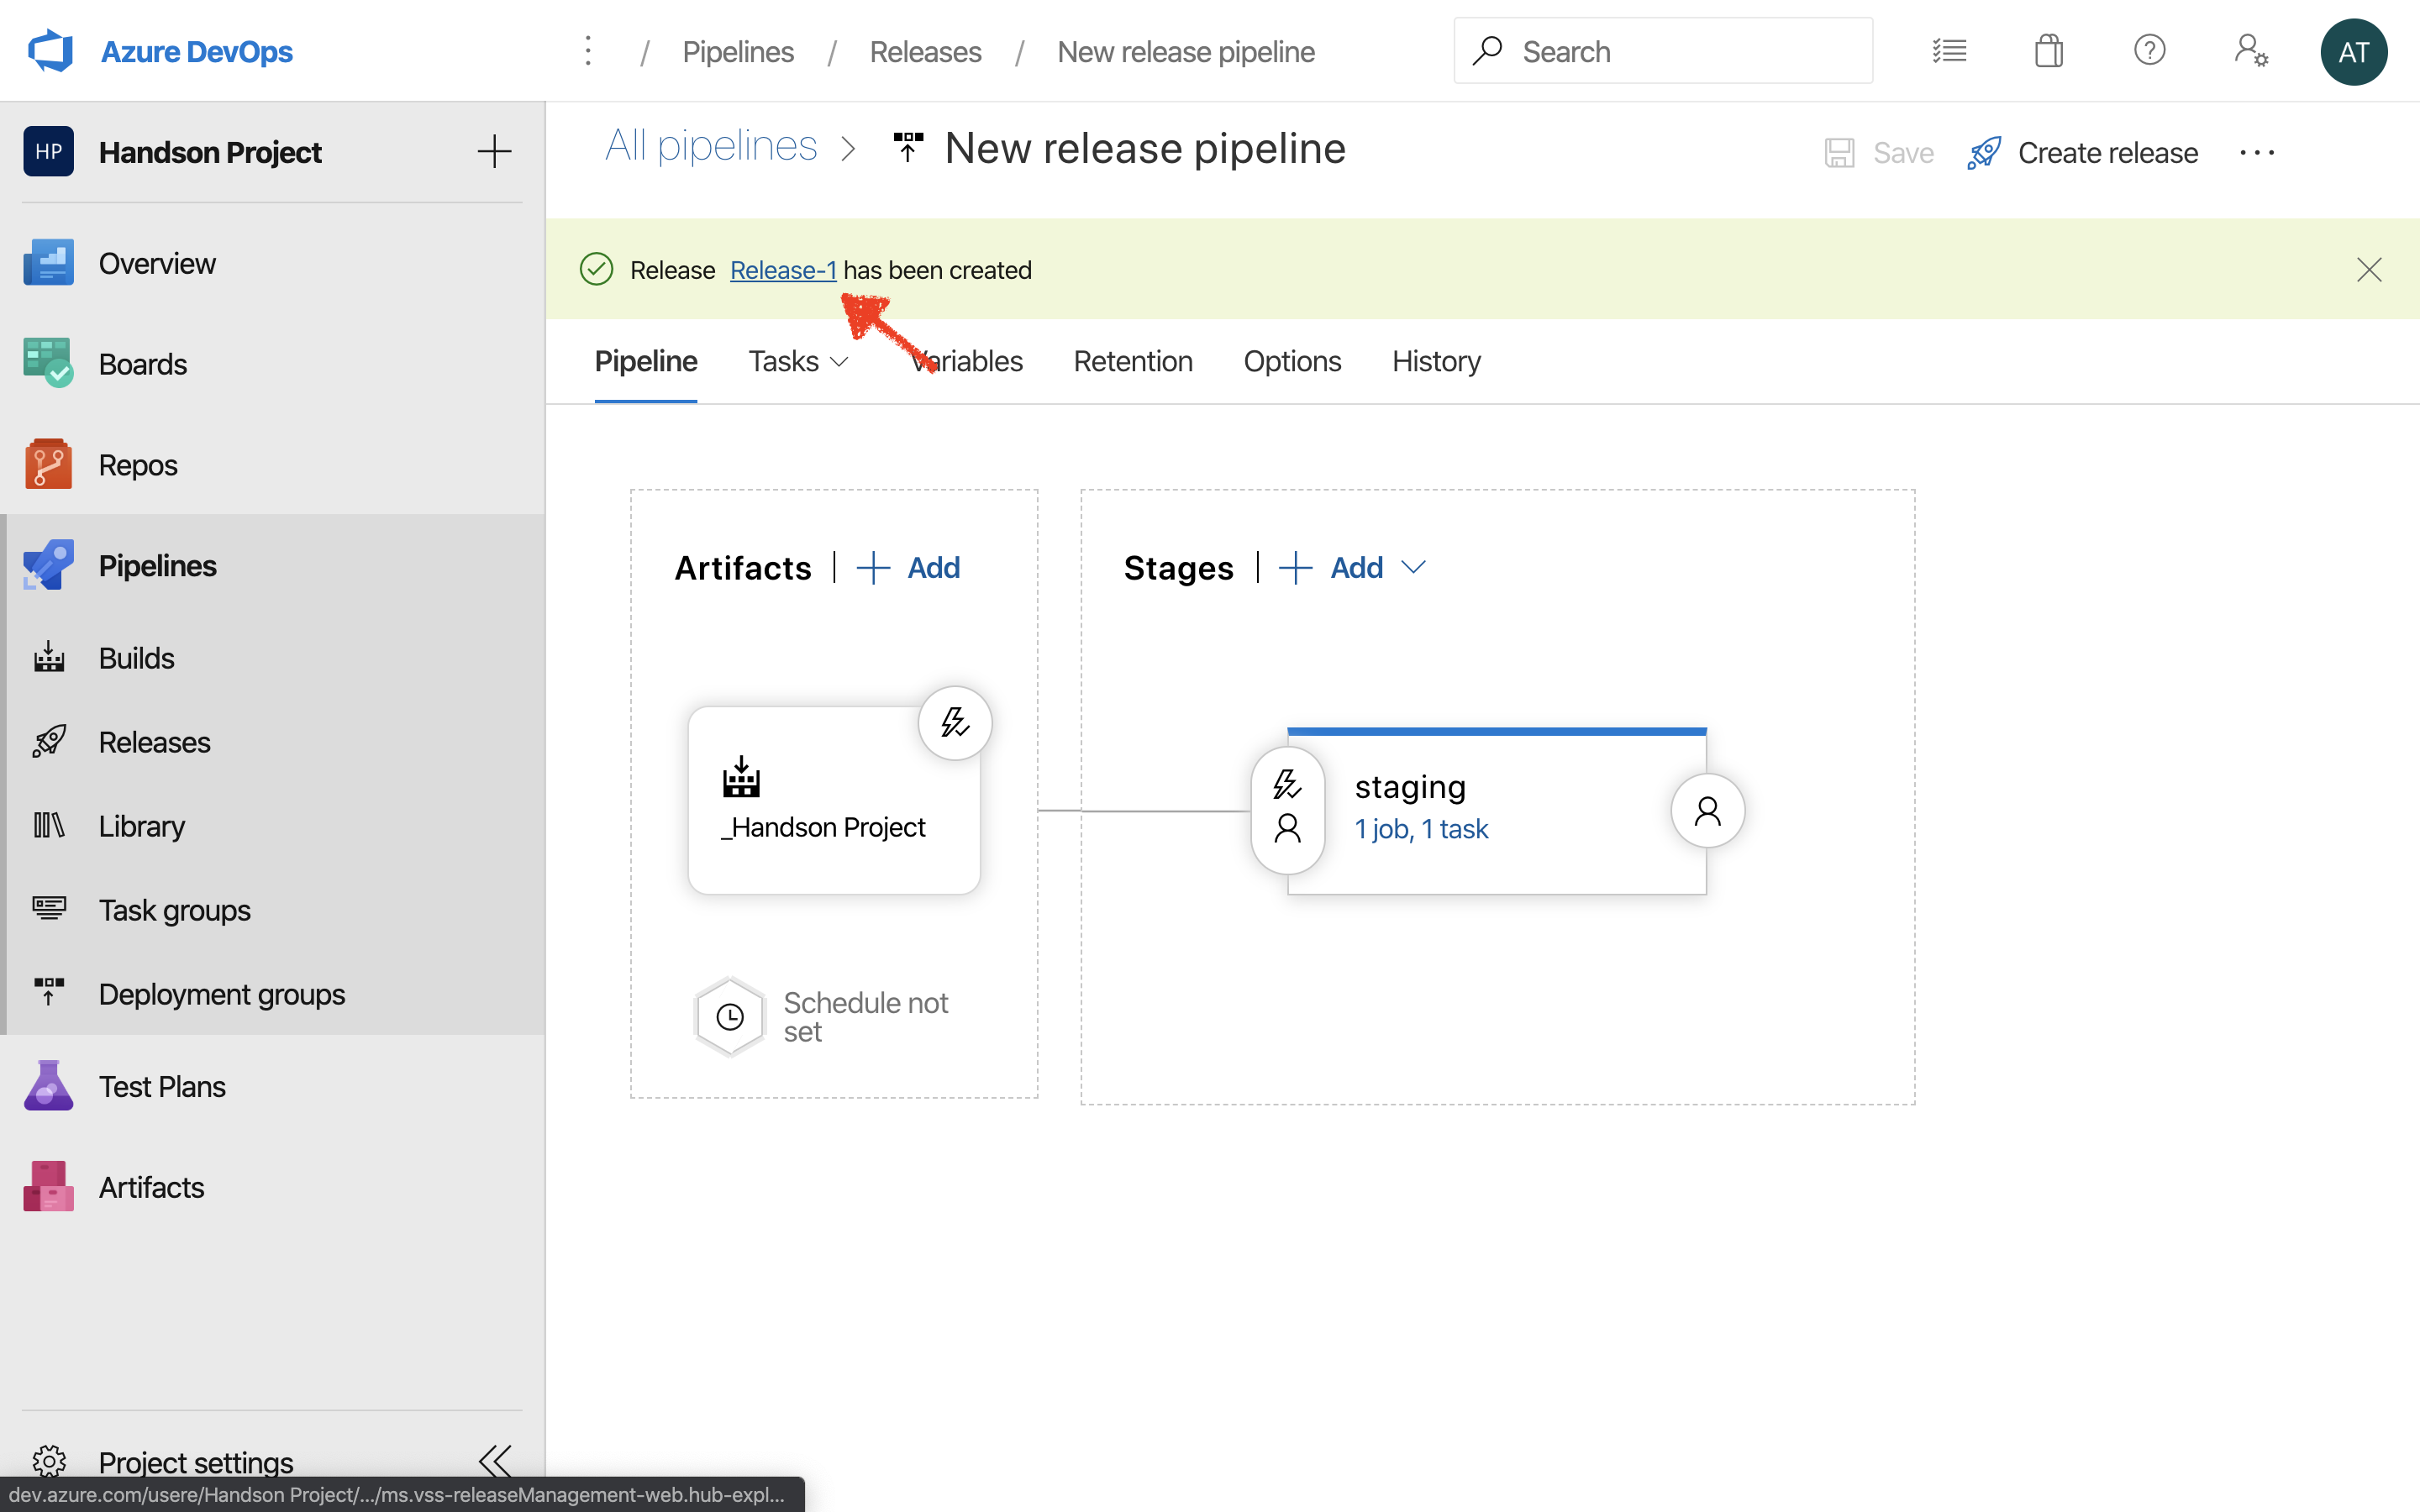 Azure DevOps
/ Pipelines / Releases / New release pipeline
Search
AT
HP
Handson Project
Overview
Boards
Repos
Pipelines
Builds
Releases
Library
Task groups
Deployment groups
Test Plans
Artifacts
Project settings
dev.azure.com/usere/Handson Project/.../ms.vss-releaseManagement-web.hub-expl...
All pipelines > New release pipeline
Save
Create release
Release Release-1 has been created
Pipeline Tasks Variables Retention Options History
Artifacts | + Add
_Handson Project
Schedule not
set
Stages | + Add
staging
1 job, 1 task